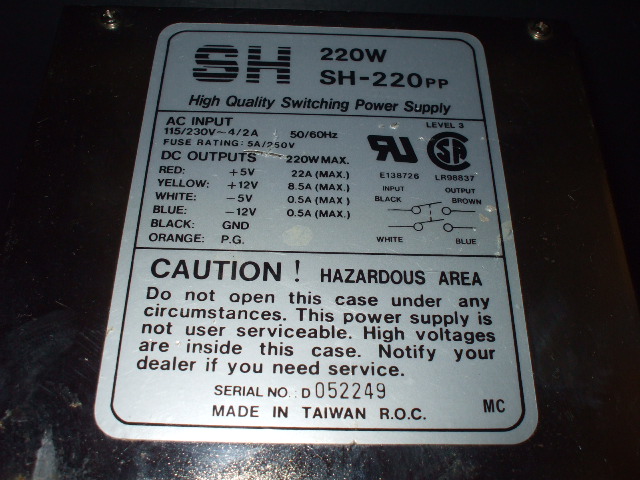 SH 220W
SH-220PP
High Quality Switching Power Supply
AC INPUT
115/230V~4/2A 50/60Hz
FUSE RATING: 5A/250V
DC OUTPUTS 220W MAX.
RED: +5V 22A (MAX.)
YELLOW: +12V 8.5A (MAX.)
WHITE: -5V 0.5A (MAX.)
BLUE: -12V 0.5A (MAX.)
BLACK: GND
ORANGE: P.G.
LEVEL 3
RU SA
E138726 LR98837
INPUT OUTPUT
BLACK BROWN
WHITE BLUE
CAUTION ! HAZARDOUS AREA
Do not open this case under any
circumstances. This power supply is
not user serviceable. High voltages
are inside this case. Notify your
dealer if you need service.
SERIAL NO.: D 052249
MADE IN TAIWAN R.O.C. MC